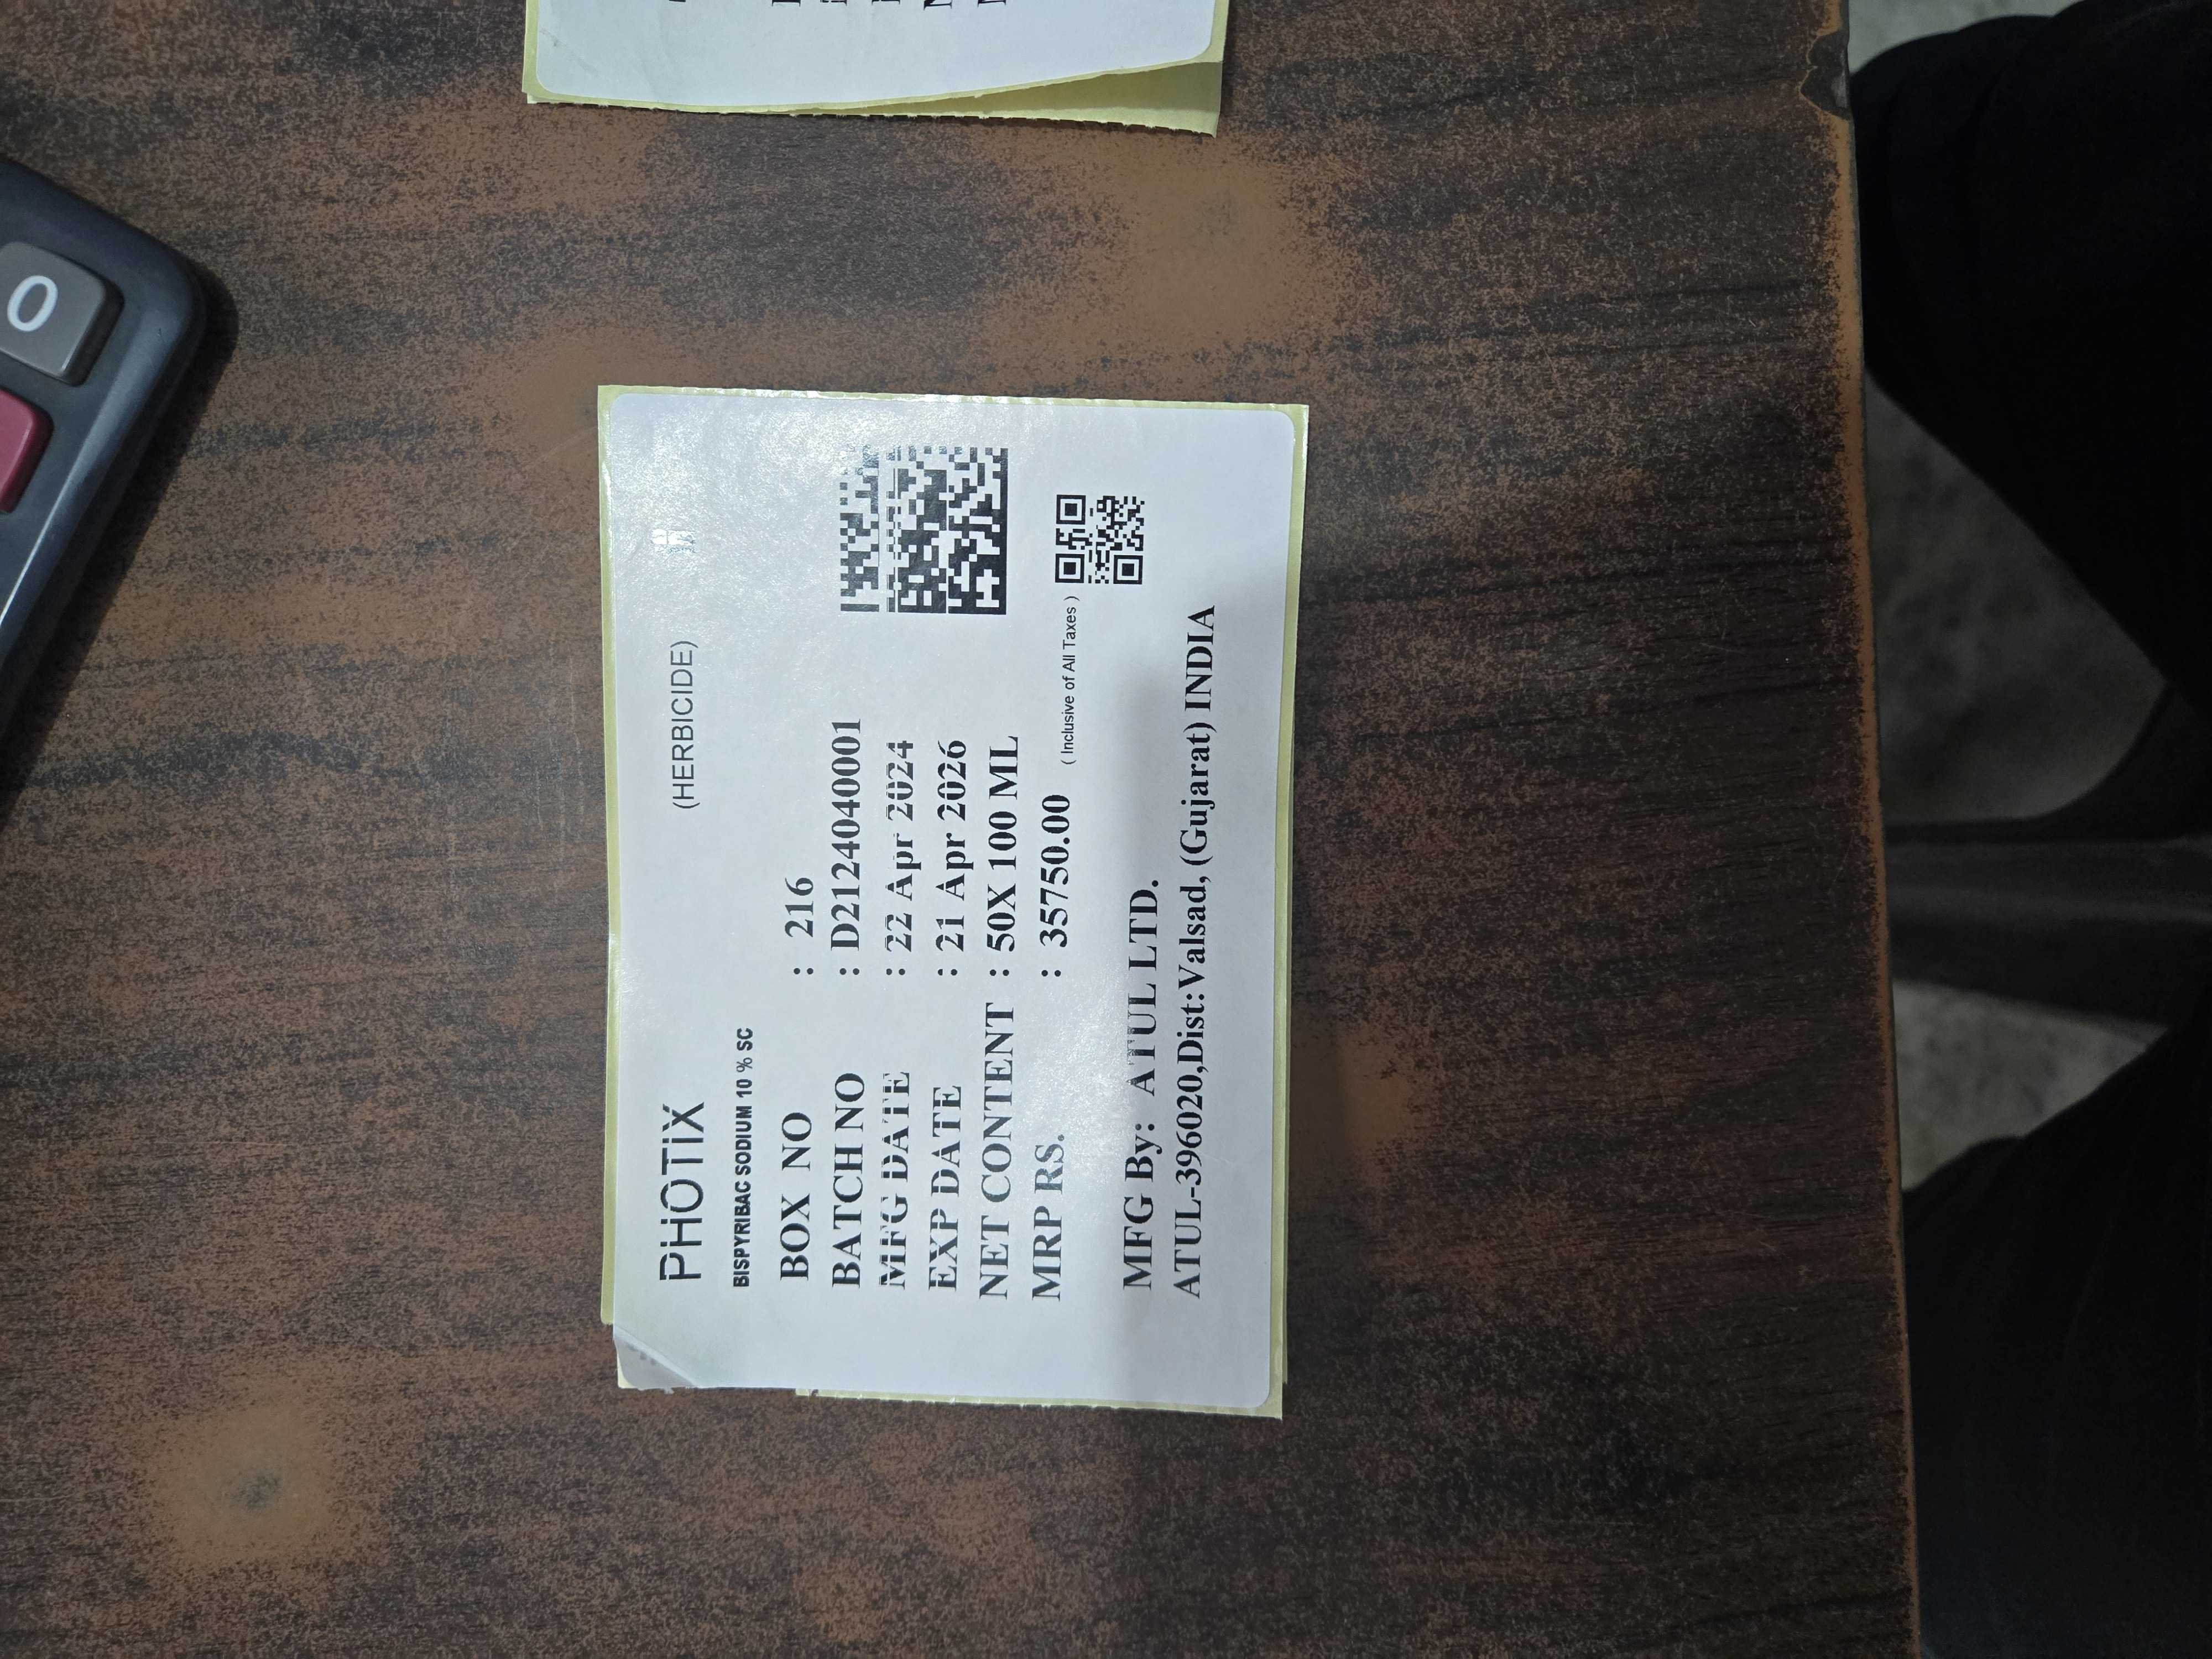 PHOTIX (HERBICIDE)
BISPYRIBAC SODIUM 10 % SC
BOX NO : 216
BATCH NO : D2124040001
MFG DATE : 22 Apr 2024
EXP DATE : 21 Apr 2026
NET CONTENT : 50X 100 ML
MRP RS. : 35750.00 ( Inclusive of All Taxes )
MFG By: ATUL LTD.
ATUL-396020,Dist:Valsad, (Gujarat) INDIA
0